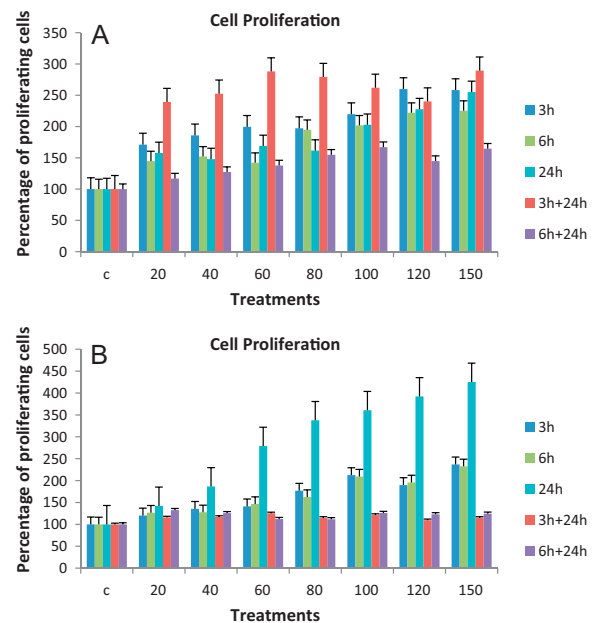 A
Cell Proliferation
Percentage of proliferating cells
350
300
250
200
150
100
50
0
c 20 40 60 80 100 120 150
Treatments
3h
6h
24h
3h+24h
6h+24h
B
Cell Proliferation
Percentage of proliferating cells
500
450
400
350
300
250
200
150
100
50
0
c 20 40 60 80 100 120 150
Treatments
3h
6h
24h
3h+24h
6h+24h